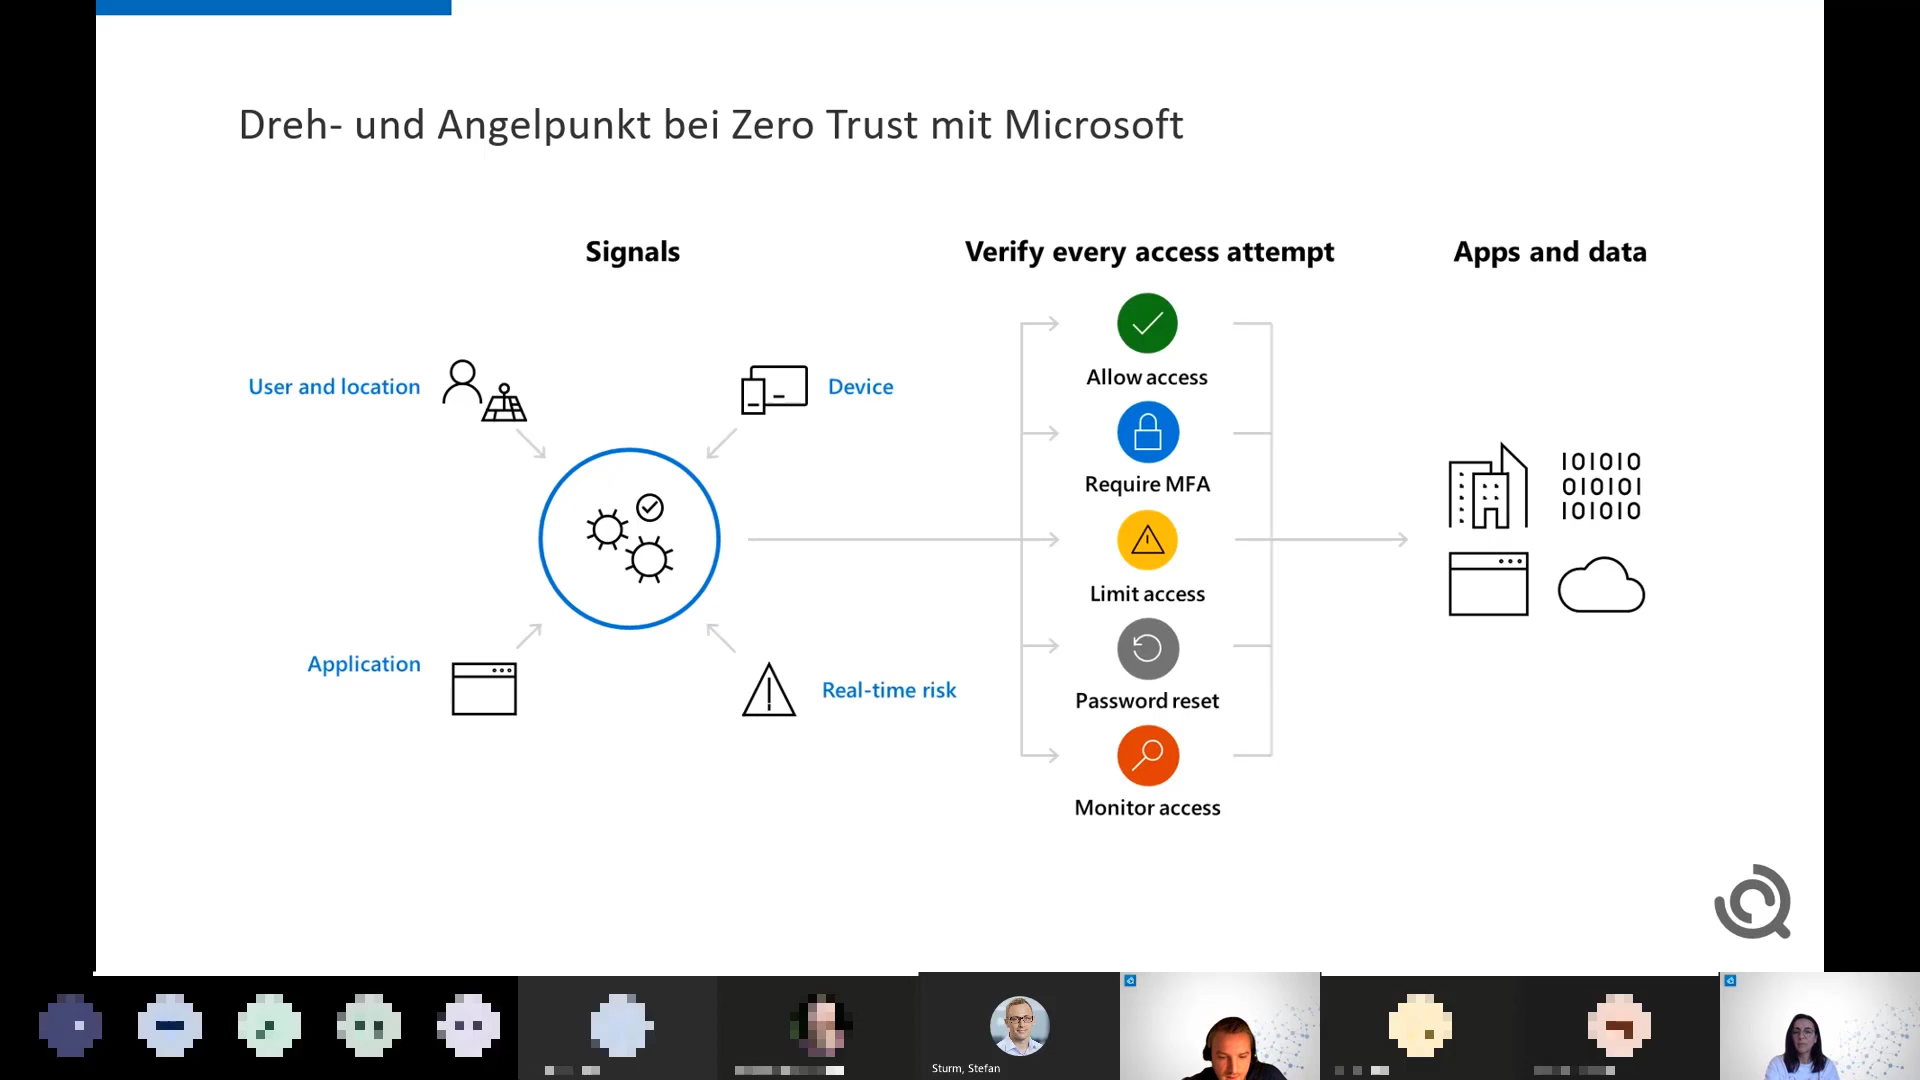 Dreh- und Angelpunkt bei Zero Trust mit Microsoft
Signals
Verify every access attempt
Apps and data
User and location
Device
Application
Real-time risk
Allow access
Require MFA
Limit access
Password reset
Monitor access
101010
010101
101010
Sturm, Stefan